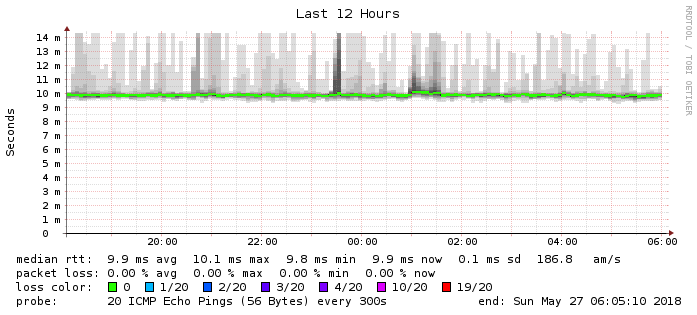 Last 12 Hours
RRDTOOL / TOBI OETIKER
Seconds
14 m
13 m
12 m
11 m
10 m
9 m
8 m
7 m
6 m
5 m
4 m
3 m
2 m
1 m
0
20:00 22:00 00:00 02:00 04:00 06:00
median rtt: 9.9 ms avg 10.1 ms max 9.8 ms min 9.9 ms now 0.1 ms sd 186.8 am/s
packet loss: 0.00 % avg 0.00 % max 0.00 % min 0.00 % now
loss color: 0 1/20 2/20 3/20 4/20 10/20 19/20
probe: 20 ICMP Echo Pings (56 Bytes) every 300s end: Sun May 27 06:05:10 2018